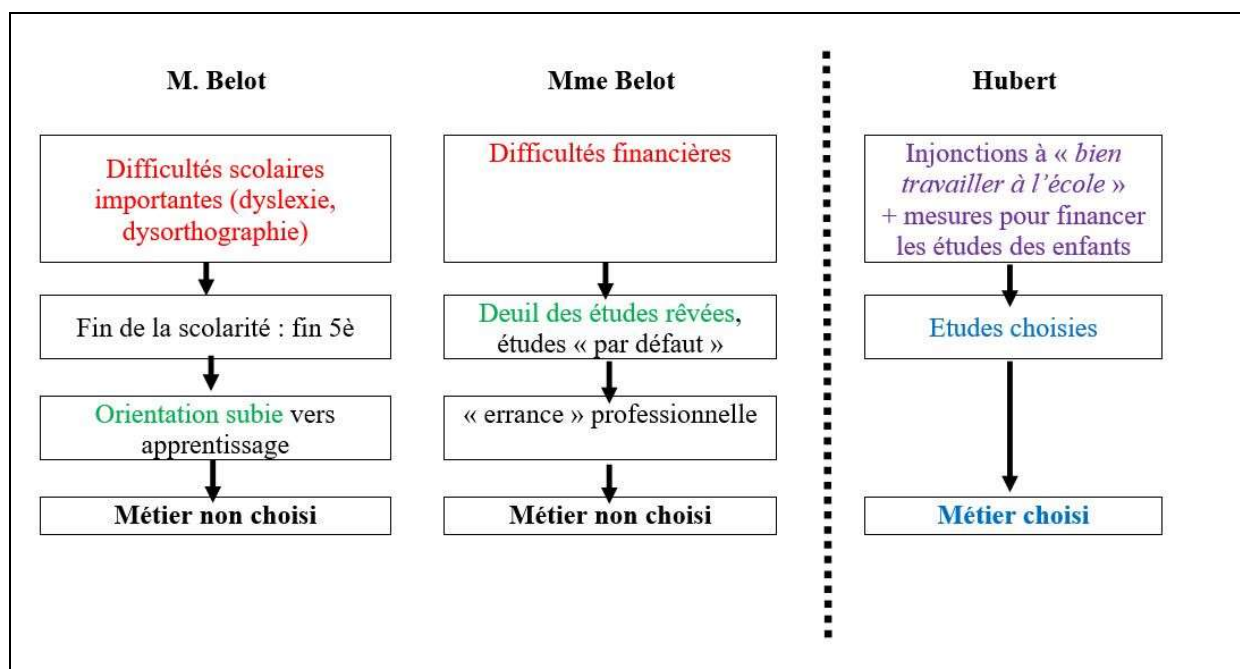 M. Belot
Difficultés scolaires
importantes (dyslexie,
dysorthographie)
Fin de la scolarité : fin 5è
Orientation subie vers
apprentissage
Métier non choisi
Mme Belot
Difficultés financières
Deuil des études rêvées,
études « par défaut »
« errance » professionnelle
Métier non choisi
Hubert
Injonctions à « bien
travailler à l’école »
+ mesures pour financer
les études des enfants
Etudes choisies
Métier choisi